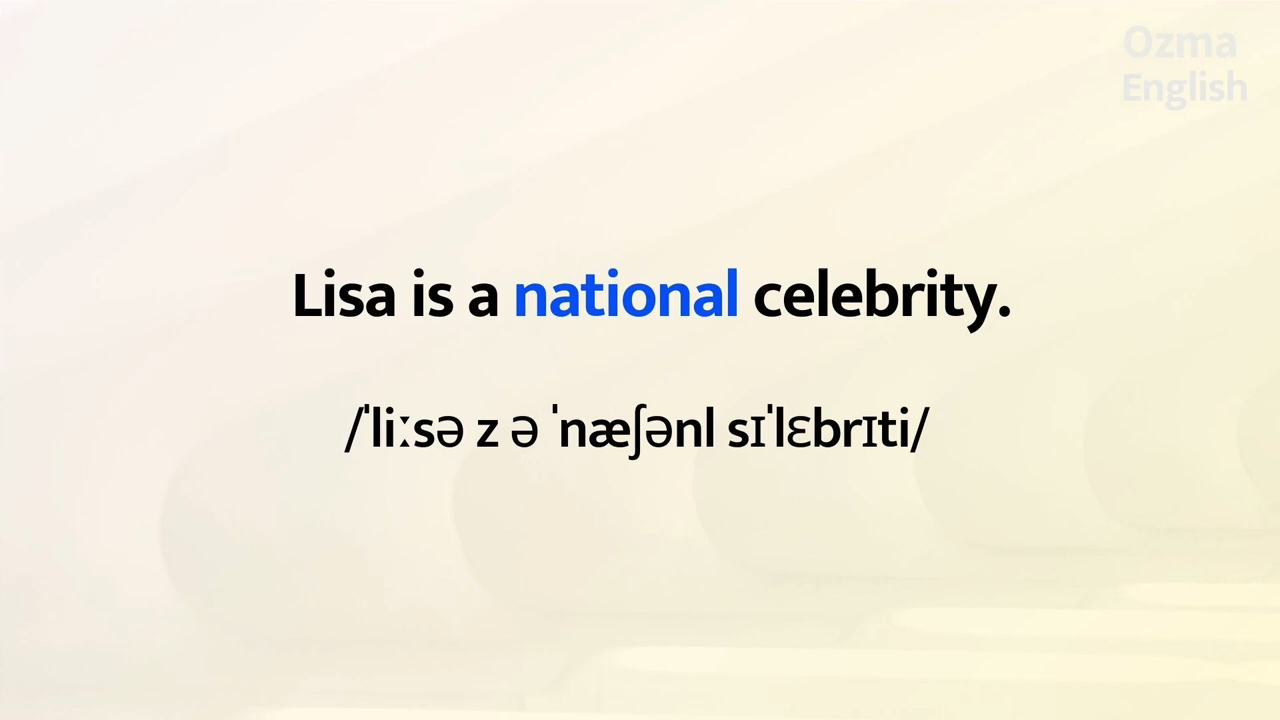 Ozma
English
Lisa is a national celebrity.
/ˈliːsə z ə ˈnæʃənl sɪˈlɛbrɪti/